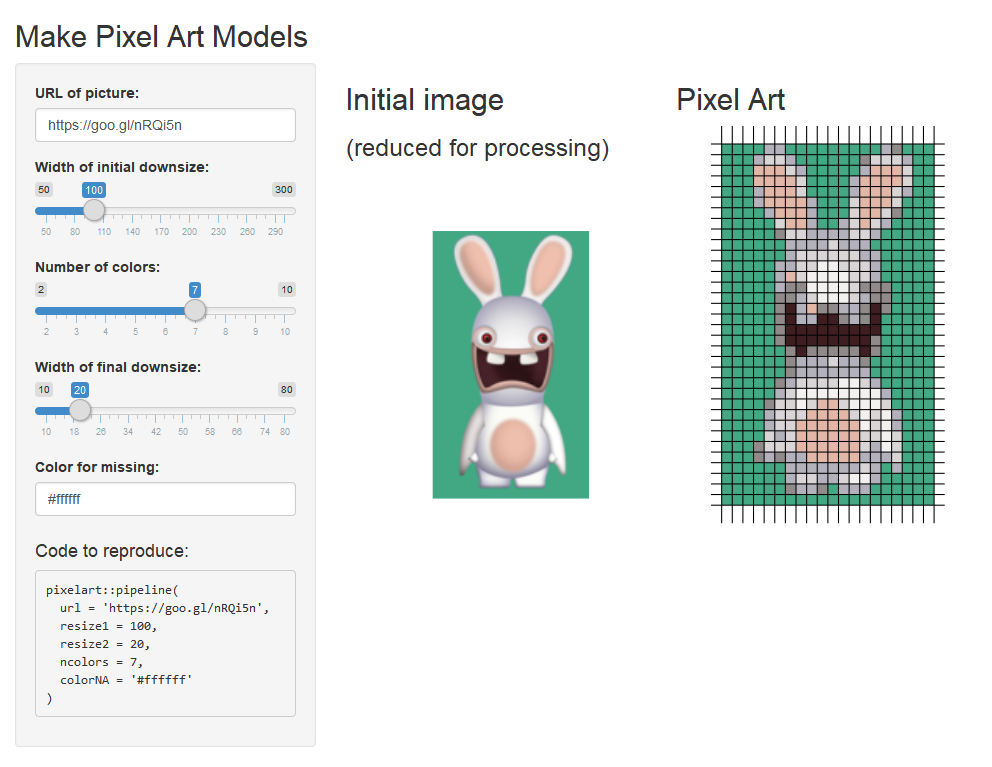 Make Pixel Art Models
URL of picture:
https://goo.gl/nRQi5n
Width of initial downsize:
50 100 300
50 80 110 140 170 200 230 260 290
Number of colors:
2 7 10
2 3 4 5 6 7 8 9 10
Width of final downsize:
10 20 80
10 18 26 34 42 50 58 66 74 80
Color for missing:
#ffffff
Code to reproduce:
pixelart::pipeline(
  url = 'https://goo.gl/nRQi5n',
  resize1 = 100,
  resize2 = 20,
  ncolors = 7,
  colorNA = '#ffffff'
)
Initial image
(reduced for processing)
Pixel Art